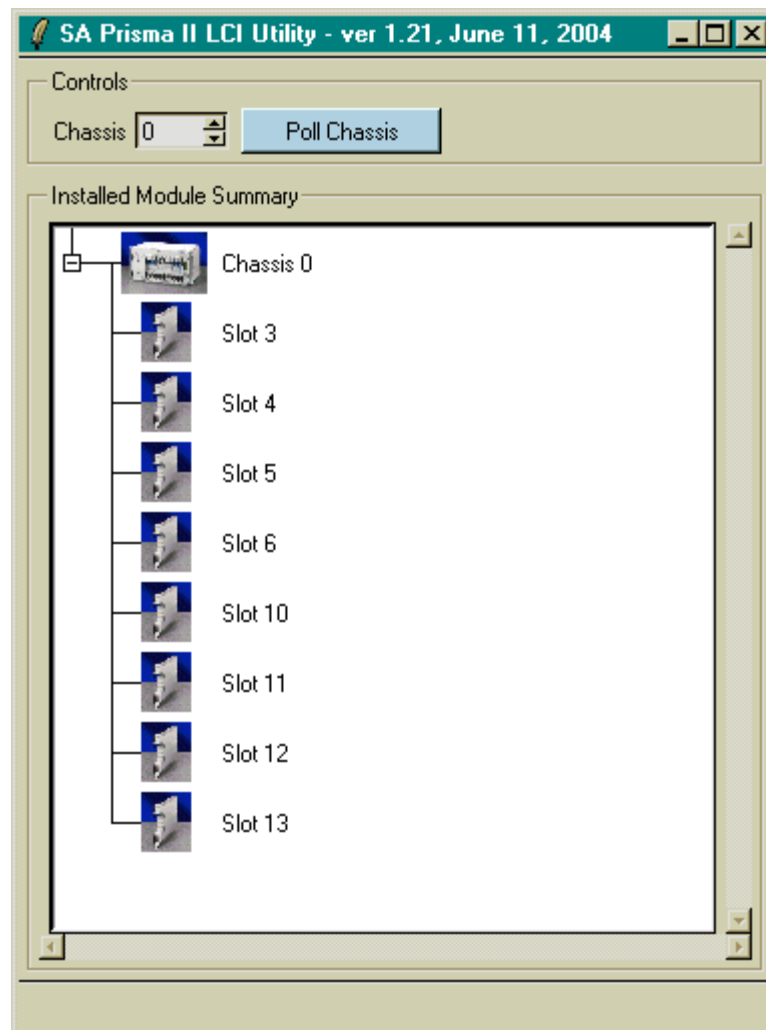 SA Prisma II LCI Utility - ver 1.21, June 11, 2004
Controls
Chassis 0 Poll Chassis
Installed Module Summary
Chassis 0
Slot 3
Slot 4
Slot 5
Slot 6
Slot 10
Slot 11
Slot 12
Slot 13